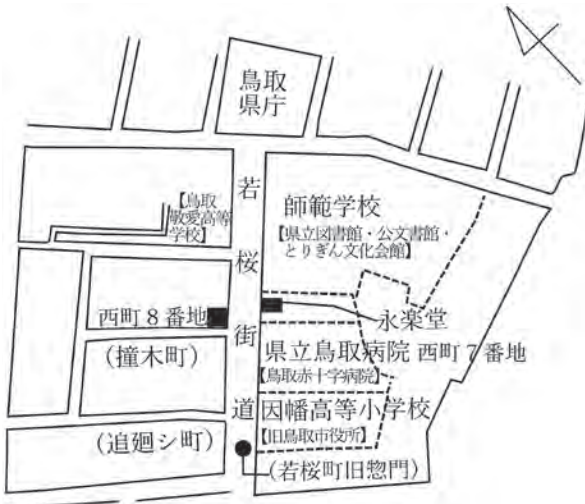 鳥取
県庁
若桜街道
【鳥取
敬愛高等
学校】
師範学校
【県立図書館・公文書館・
とりぎん文化会館】
西町8番地
永楽堂
(撞木町)
県立鳥取病院 西町7番地
【鳥取赤十字病院】
因幡高等小学校
【旧鳥取市役所】
(追廻シ町)
(若桜町旧惣門)